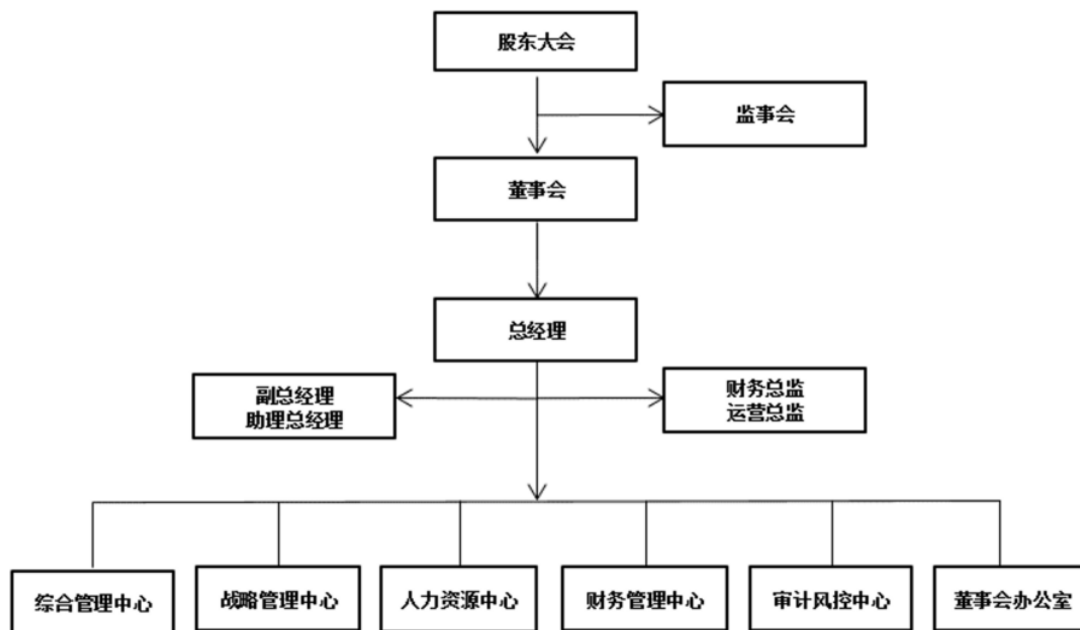 股东大会
监事会
董事会
总经理
副总经理
助理总经理
财务总监
运营总监
综合管理中心
战略管理中心
人力资源中心
财务管理中心
审计风控中心
董事会办公室